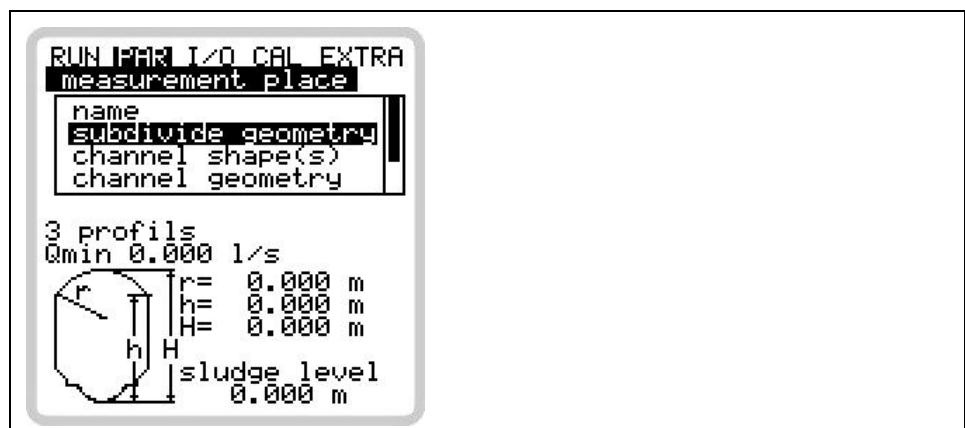 RUN PAR I/O CAL EXTRA
measurement place
name
subdivide geometry
channel shape(s)
channel geometry
3 profils
Qmin 0.000 l/s
r= 0.000 m
h= 0.000 m
H= 0.000 m
r
h H
sludge level
0.000 m